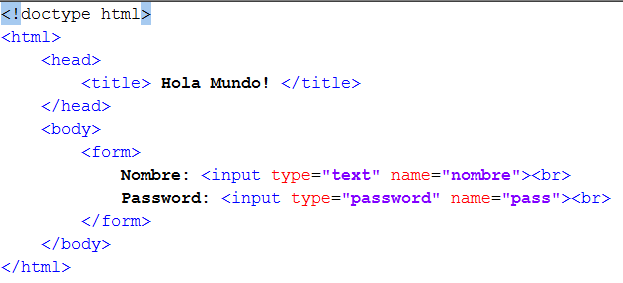 <!doctype html>
<html>
<head>
<title> Hola Mundo! </title>
</head>
<body>
<form>
Nombre: <input type="text" name="nombre"><br>
Password: <input type="password" name="pass"><br>
</form>
</body>
</html>